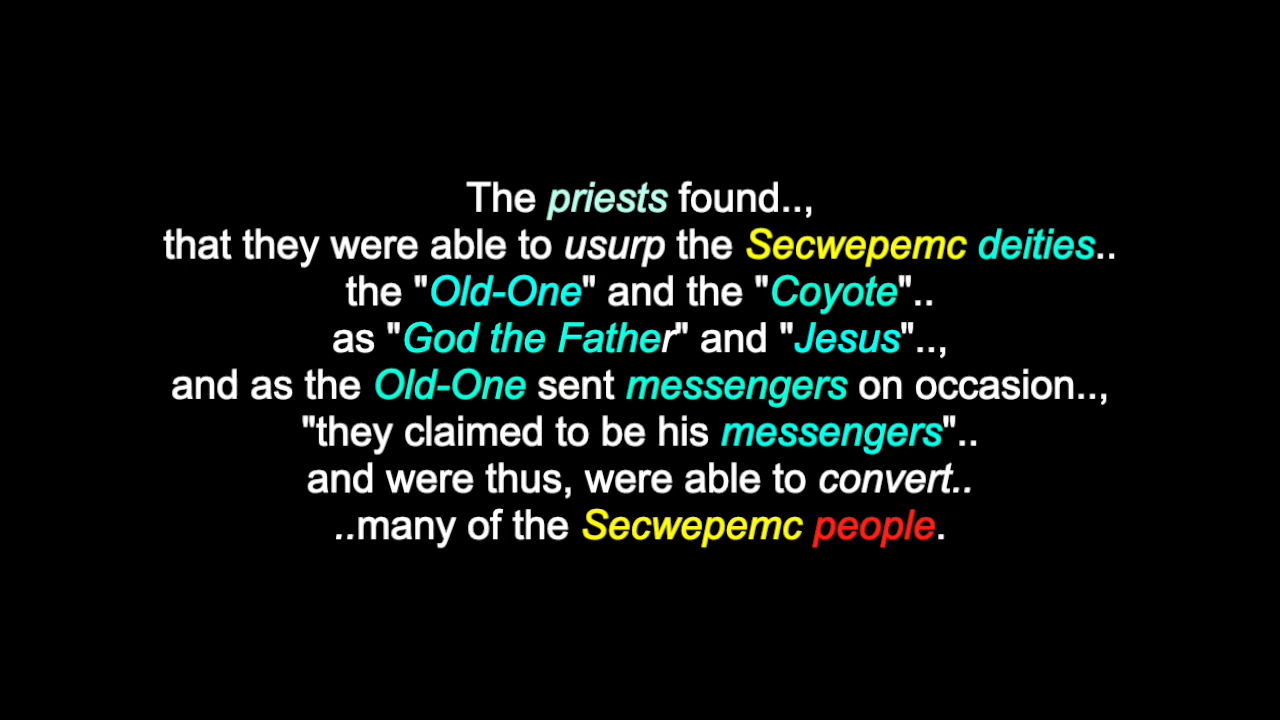 The priests found..,
that they were able to usurp the Secwepemc deities..
the "Old-One" and the "Coyote"..
as "God the Father" and "Jesus"..,
and as the Old-One sent messengers on occasion..,
"they claimed to be his messengers"..
and were thus, were able to convert..
..many of the Secwepemc people.